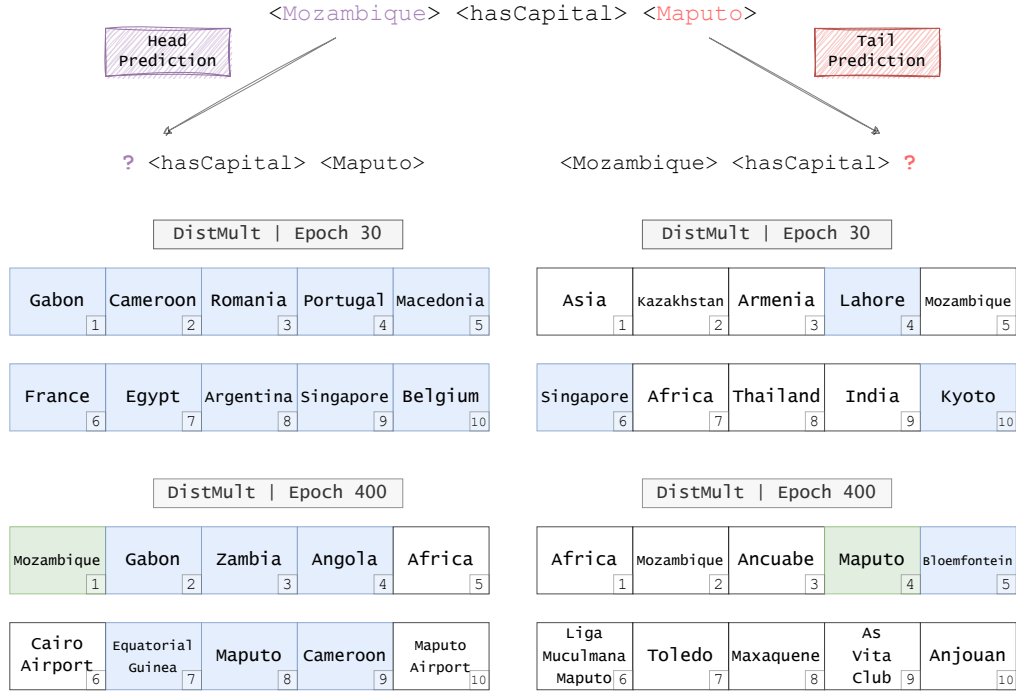 <Mozambique> <hasCapital> <Maputo>
Head
Prediction
Tail
Prediction
? <hasCapital> <Maputo>
<Mozambique> <hasCapital> ?
DistMult | Epoch 30
Gabon 1
Cameroon 2
Romania 3
Portugal 4
Macedonia 5
France 6
Egypt 7
Argentina 8
Singapore 9
Belgium 10
DistMult | Epoch 30
Asia 1
Kazakhstan 2
Armenia 3
Lahore 4
Mozambique 5
Singapore 6
Africa 7
Thailand 8
India 9
Kyoto 10
DistMult | Epoch 400
Mozambique 1
Gabon 2
Zambia 3
Angola 4
Africa 5
Cairo
Airport 6
Equatorial
Guinea 7
Maputo 8
Cameroon 9
Maputo
Airport 10
DistMult | Epoch 400
Africa 1
Mozambique 2
Ancuabe 3
Maputo 4
Bloemfontein 5
Liga
Muculmana
Maputo 6
Toledo 7
Maxaquene 8
As
Vita
Club 9
Anjouan 10